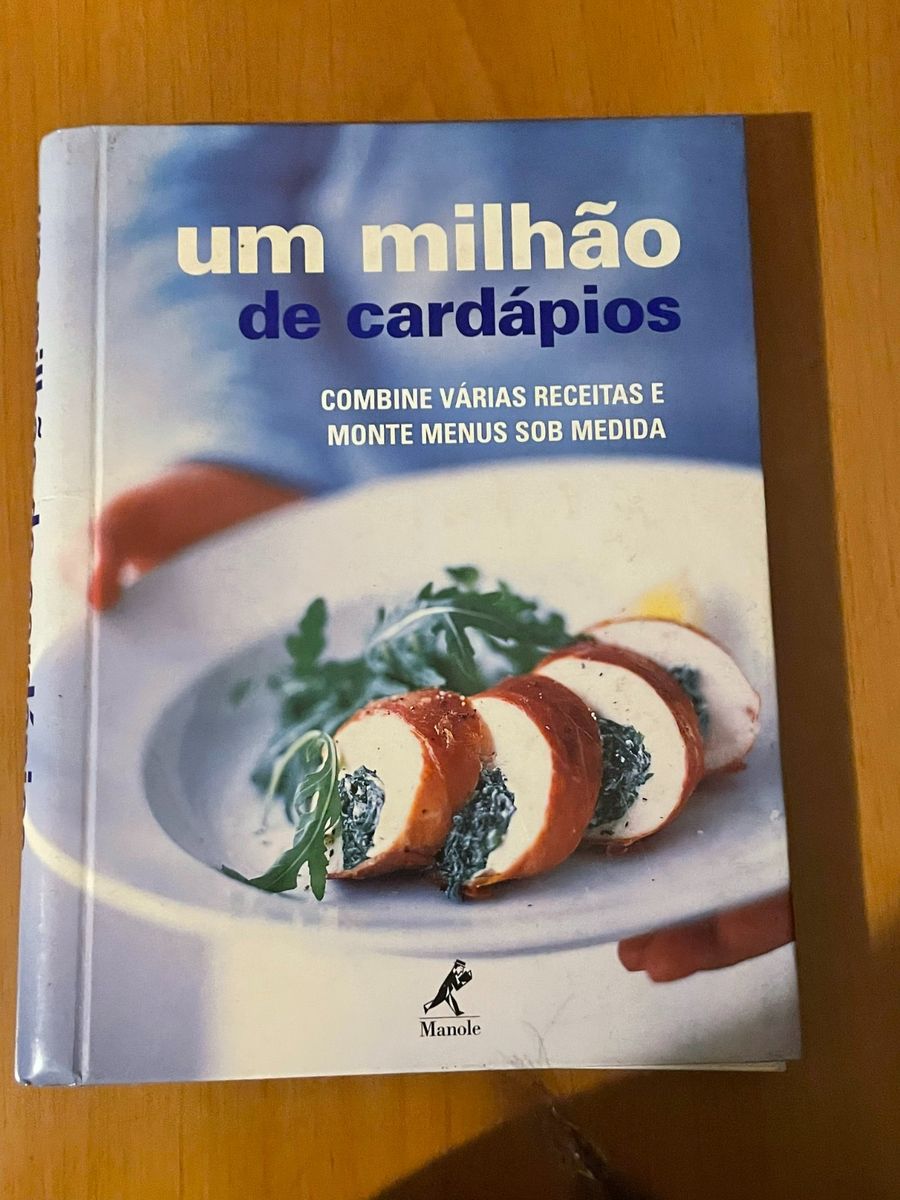 um milhão
de cardápios
COMBINE VÁRIAS RECEITAS E
MONTE MENUS SOB MEDIDA
Manole